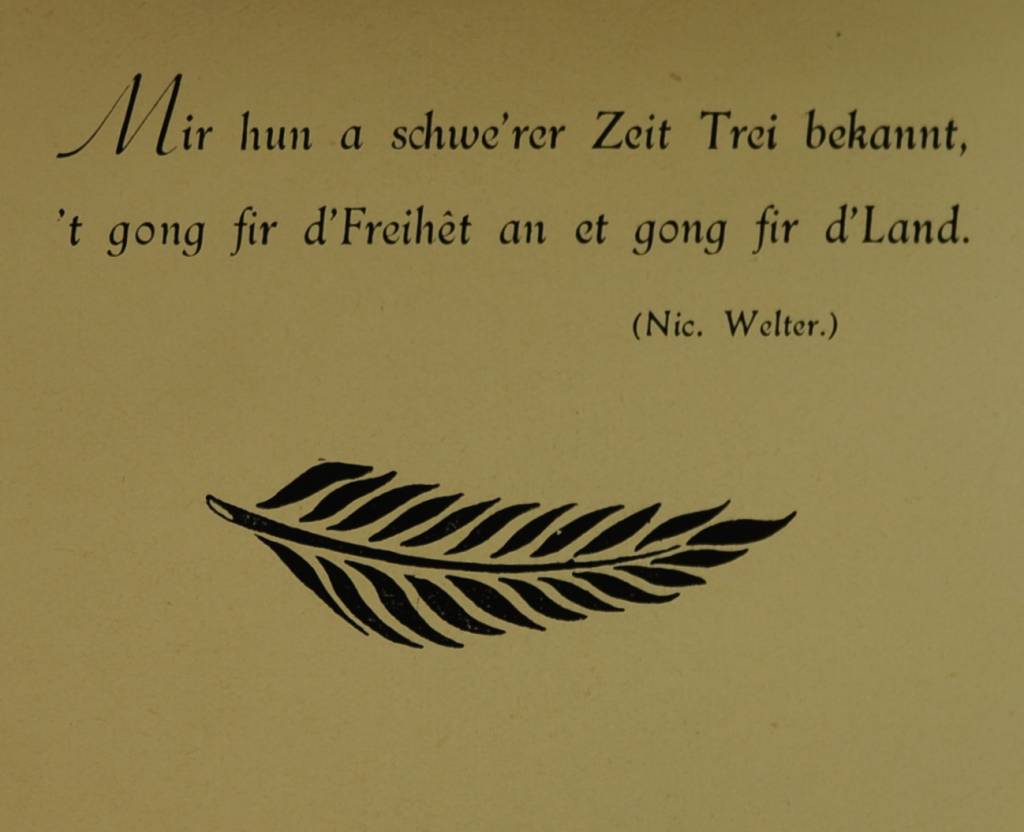 Mir hun a schwe'rer Zeit Trei bekannt,
't gong fir d'Freihêt an et gong fir d'Land.
(Nic. Welter.)